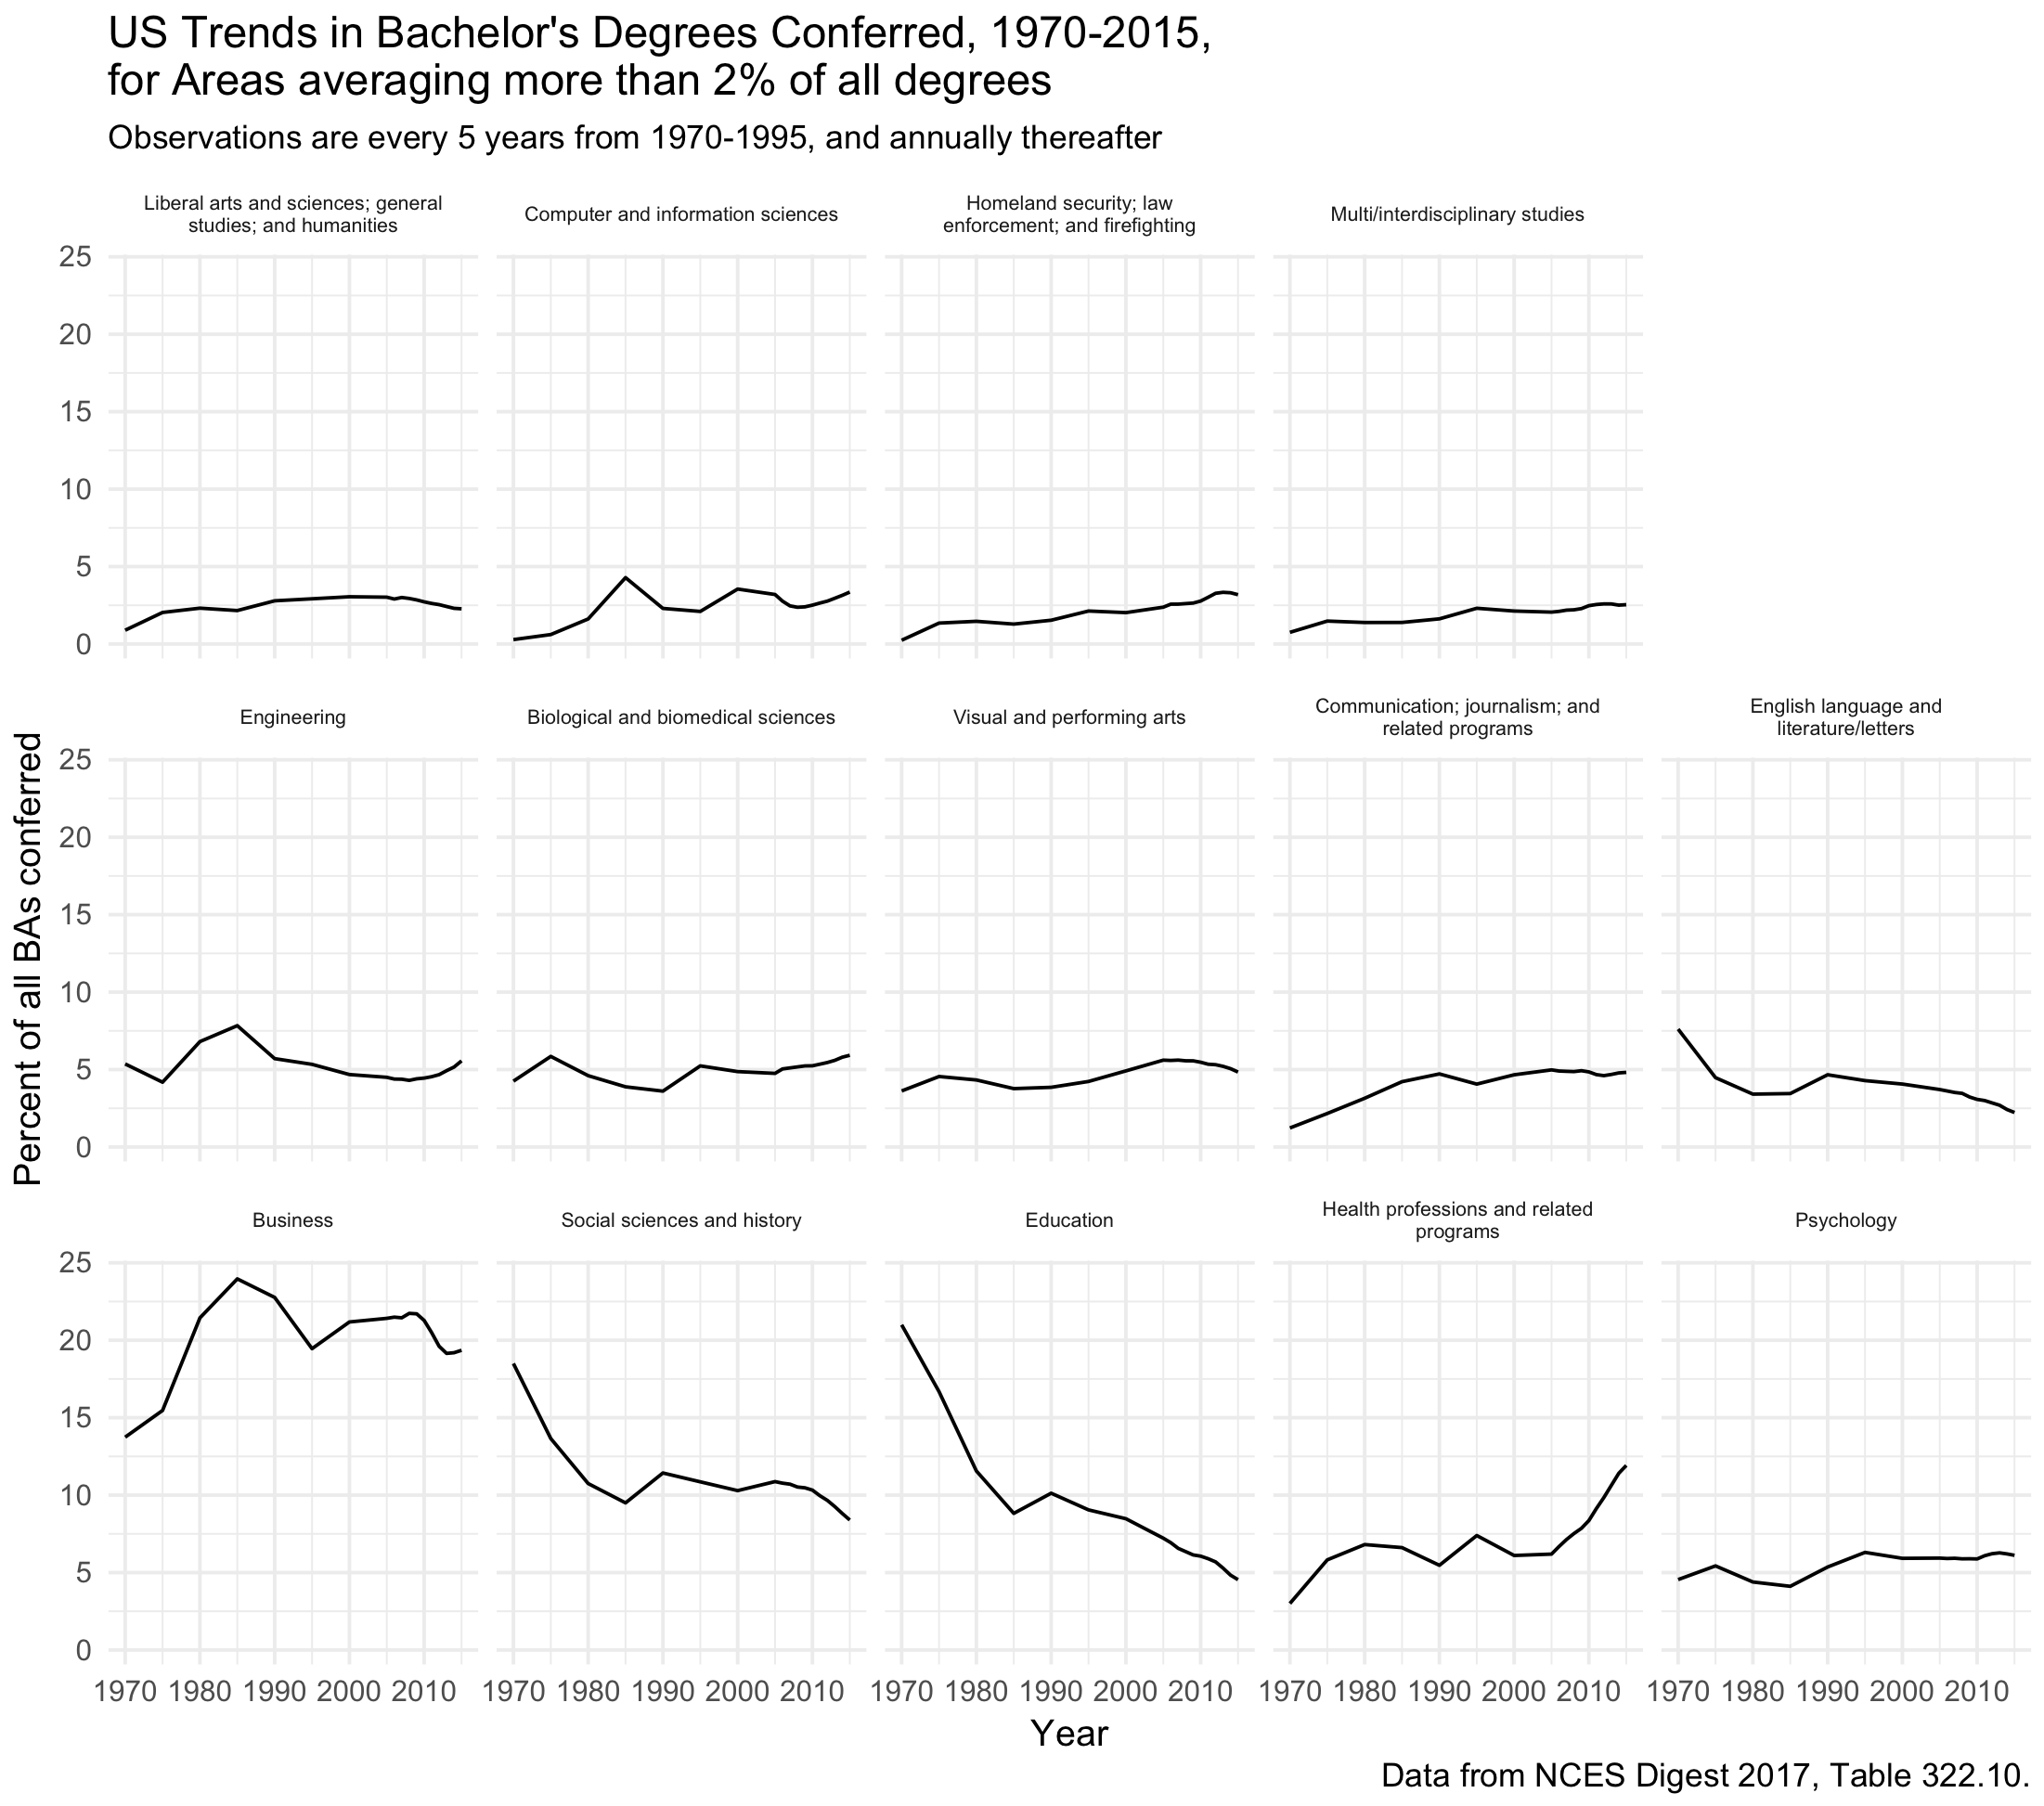 US Trends in Bachelor's Degrees Conferred, 1970-2015,
for Areas averaging more than 2% of all degrees
Observations are every 5 years from 1970-1995, and annually thereafter
Liberal arts and sciences; general
studies; and humanities
Computer and information sciences
Homeland security; law
enforcement; and firefighting
Multi/interdisciplinary studies
25
20
15
10
5
0
Engineering
Biological and biomedical sciences
Visual and performing arts
Communication; journalism; and
related programs
English language and
literature/letters
25
20
15
10
5
0
Percent of all BAs conferred
Business
Social sciences and history
Education
Health professions and related
programs
Psychology
25
20
15
10
5
0
1970 1980 1990 2000 2010 1970 1980 1990 2000 2010 1970 1980 1990 2000 2010 1970 1980 1990 2000 2010 1970 1980 1990 2000 2010
Year
Data from NCES Digest 2017, Table 322.10.